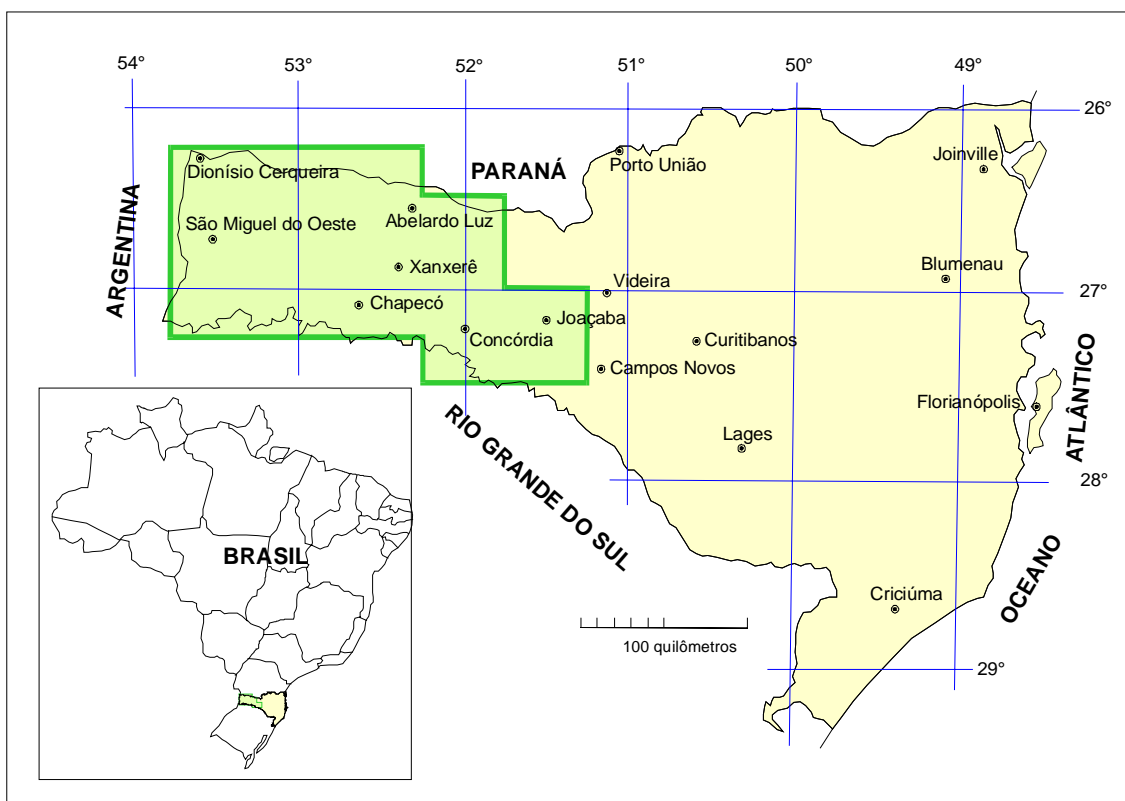 54° 53° 52° 51° 50° 49°
26°
PARANÁ
Porto União
Joinville
Dionísio Cerqueira
ARGENTINA
São Miguel do Oeste
Abelardo Luz
Xanxerê
Blumenau
Videira
27°
Chapecó
Joaçaba
Concórdia
Curitibanos
Campos Novos
Florianópolis
OCEANO ATLÂNTICO
RIO GRANDE DO SUL
Lages
28°
BRASIL
Criciúma
100 quilômetros
29°